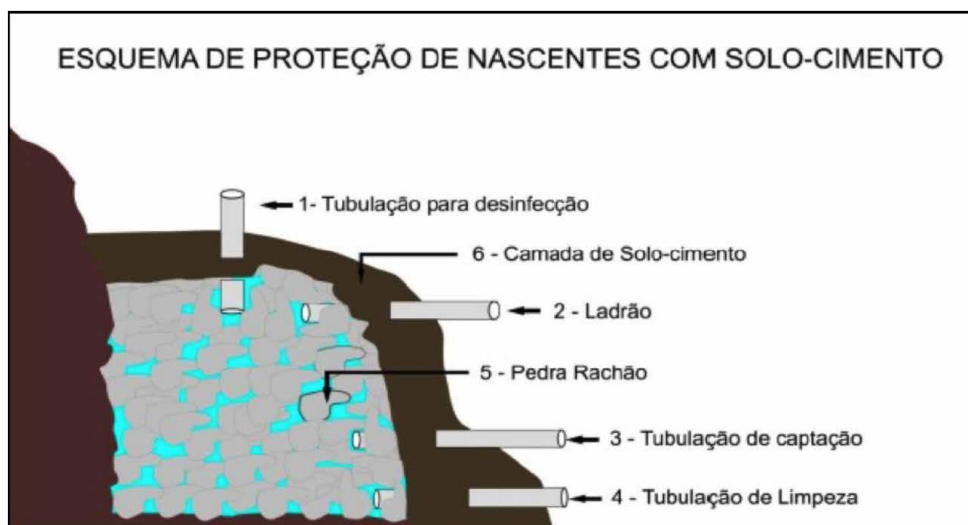 ESQUEMA DE PROTEÇÃO DE NASCENTES COM SOLO-CIMENTO
1- Tubulação para desinfecção
6 - Camada de Solo-cimento
2 - Ladrão
5 - Pedra Rachão
3 - Tubulação de captação
4 - Tubulação de Limpeza